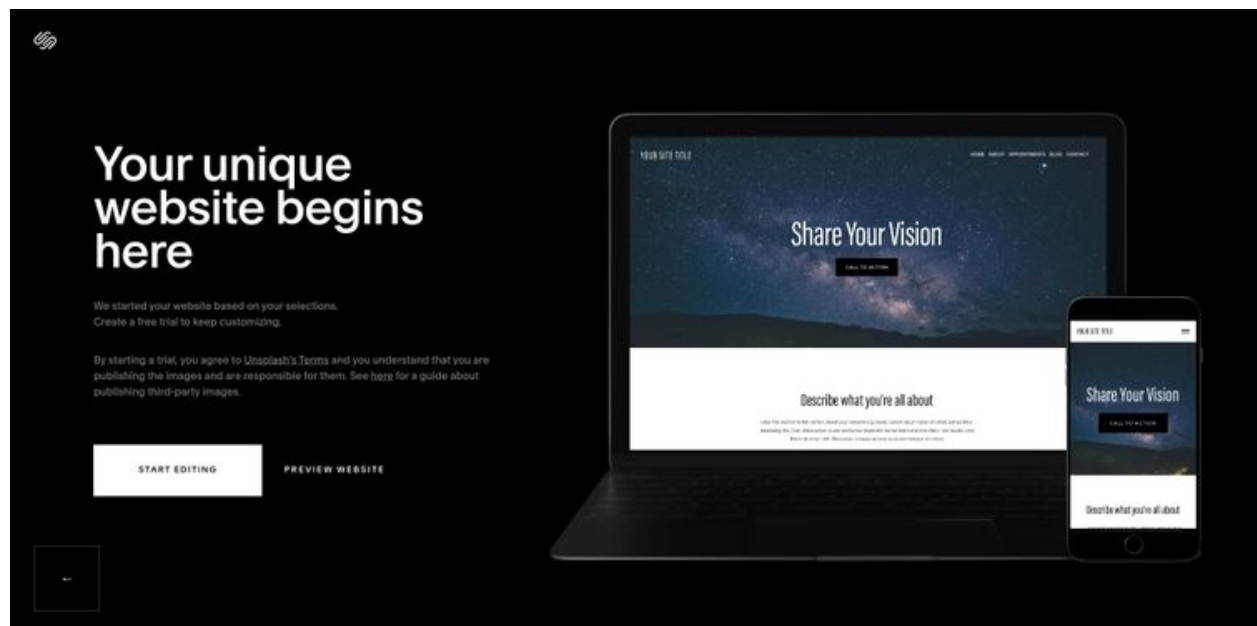 Your unique
website begins
here
We started your website based on your selections.
Create a free trial to keep customizing.
By starting a trial, you agree to Unsplash's Terms and you understand that you are
publishing the images and are responsible for them. See here for a guide about
publishing third-party images.
START EDITING
PREVIEW WEBSITE
←
YOUR SITE TITLE
HOME ABOUT APPOINTMENTS BLOG CONTACT
Share Your Vision
CALL TO ACTION
Describe what you're all about
YOUR SITE TITLE
Share Your Vision
CALL TO ACTION
Describe what you're all about